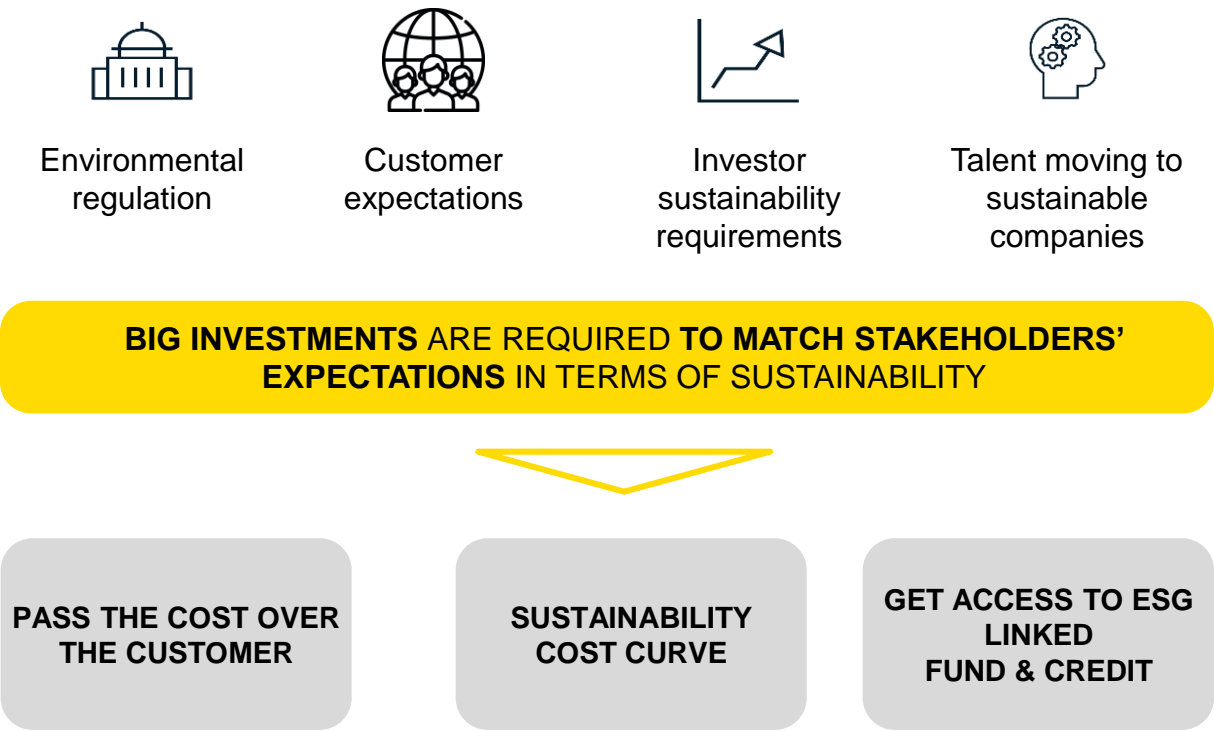 Environmental
regulation
Customer
expectations
Investor
sustainability
requirements
Talent moving to
sustainable
companies
BIG INVESTMENTS ARE REQUIRED TO MATCH STAKEHOLDERS’
EXPECTATIONS IN TERMS OF SUSTAINABILITY
PASS THE COST OVER
THE CUSTOMER
SUSTAINABILITY
COST CURVE
GET ACCESS TO ESG
LINKED
FUND & CREDIT